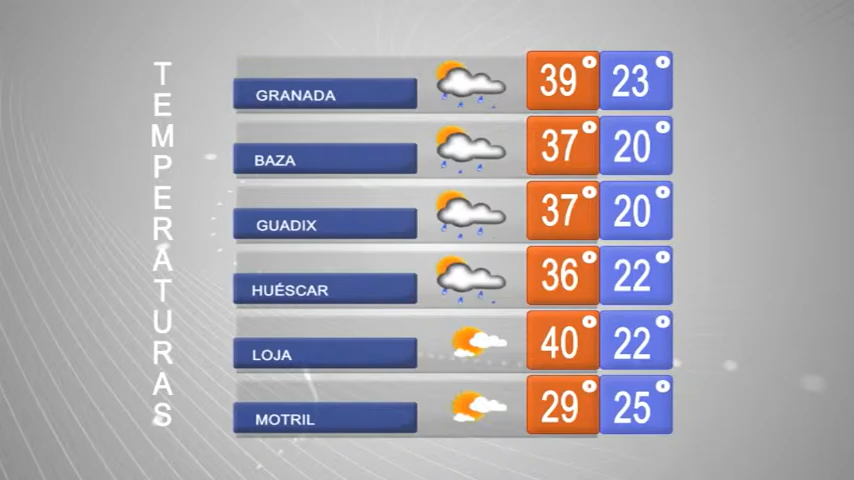 TEMPERATURAS
GRANADA 39° 23°
BAZA 37° 20°
GUADIX 37° 20°
HUÉSCAR 36° 22°
LOJA 40° 22°
MOTRIL 29° 25°